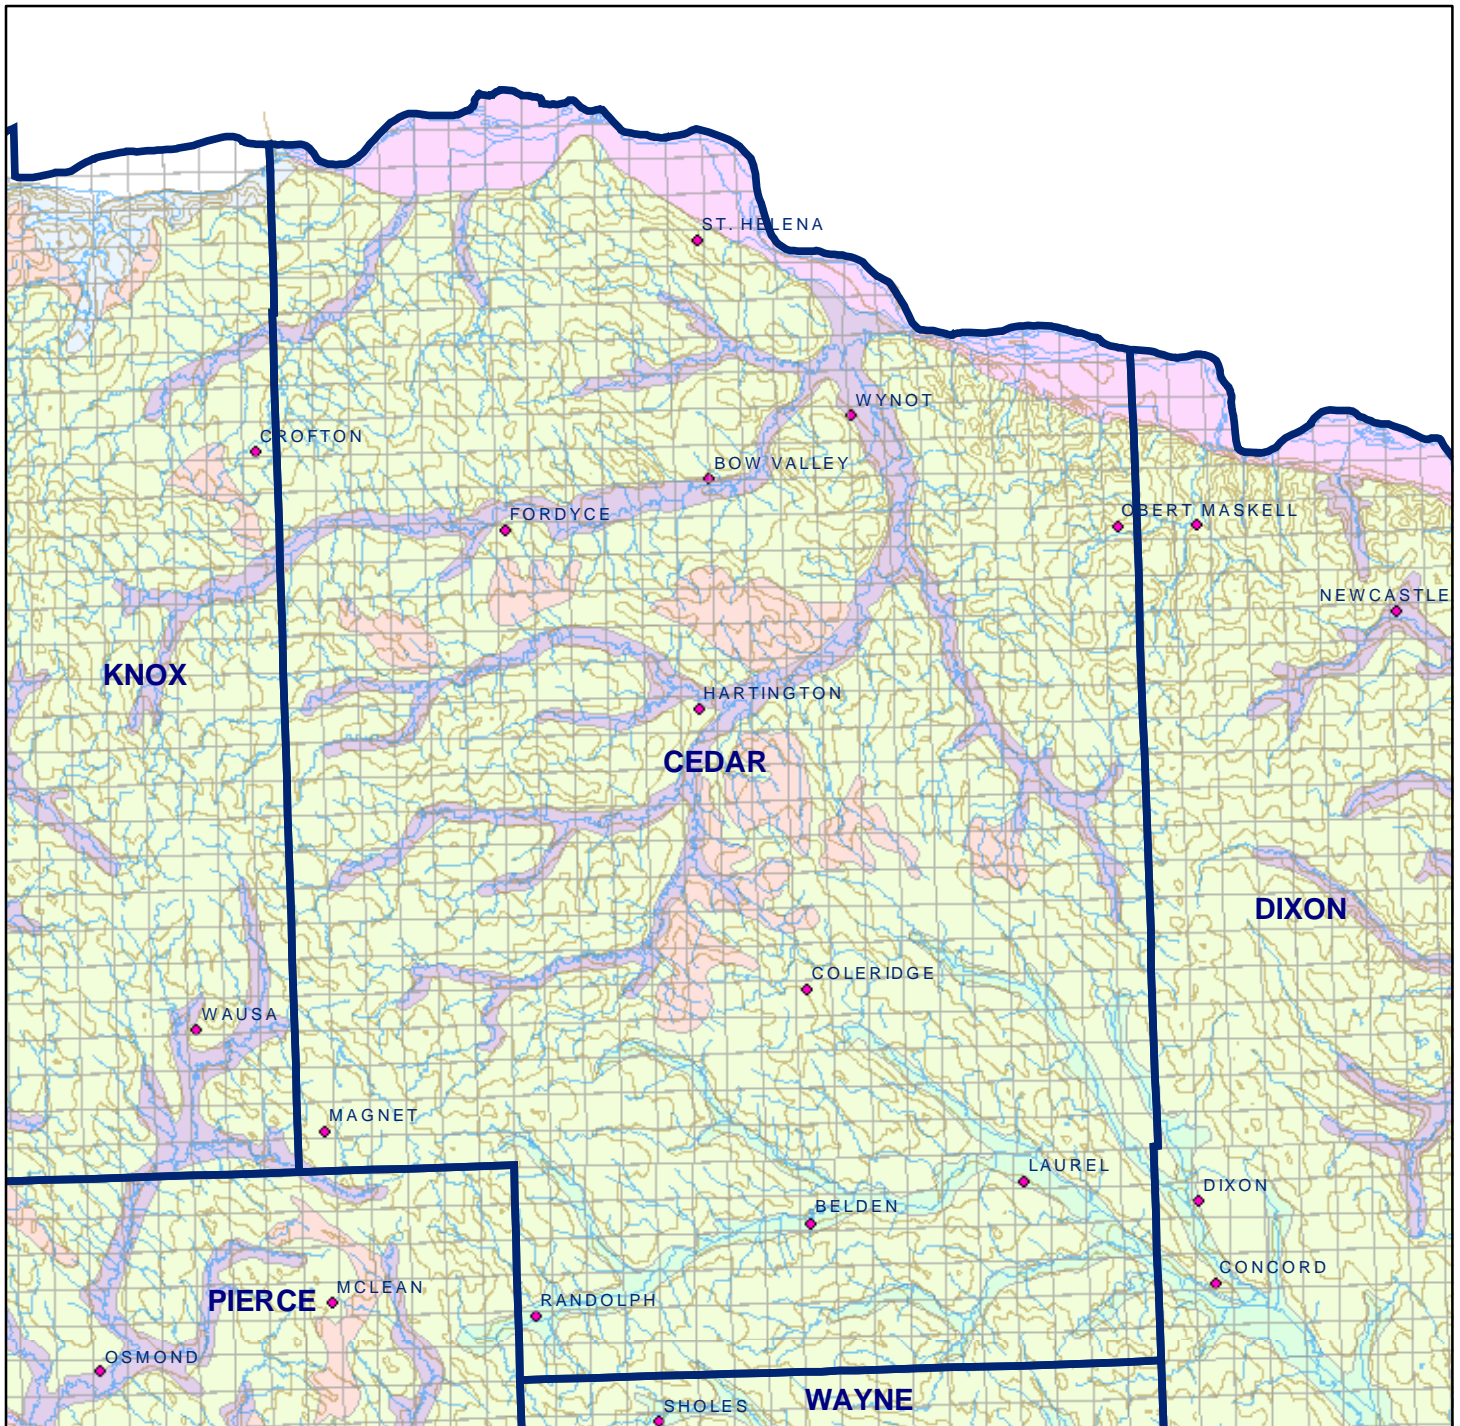 ST. HELENA
WYNOT
CROFTON
BOW VALLEY
FORDYCE
OBERT
MASKELL
NEWCASTLE
KNOX
HARTINGTON
CEDAR
DIXON
COLERIDGE
WAUSA
MAGNET
LAUREL
DIXON
BELDEN
CONCORD
PIERCE
MCLEAN
RANDOLPH
OSMOND
WAYNE
SHOLES